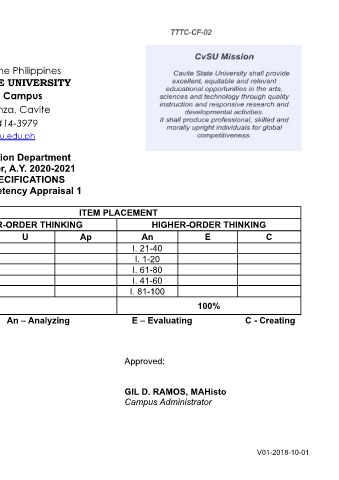 TTTC-CF-02
CvSU Mission
Cavite State University shall provide
excellent, equitable and relevant
educational opportunities in the arts,
sciences and technology through quality
instruction and responsive research and
developmental activities.
It shall produce professional, skilled and
morally upright individuals for global
competitiveness.
he Philippines
E UNIVERSITY
Campus
nza, Cavite
414-3979
u.edu.ph
ion Department
r, A.Y. 2020-2021
ECIFICATIONS
etency Appraisal 1
ITEM PLACEMENT
R-ORDER THINKING HIGHER-ORDER THINKING
U Ap An E C
I. 21-40
I. 1-20
I. 61-80
I. 41-60
I. 81-100
100%
An – Analyzing E – Evaluating C - Creating
Approved:
GIL D. RAMOS, MAHisto
Campus Administrator
V01-2018-10-01